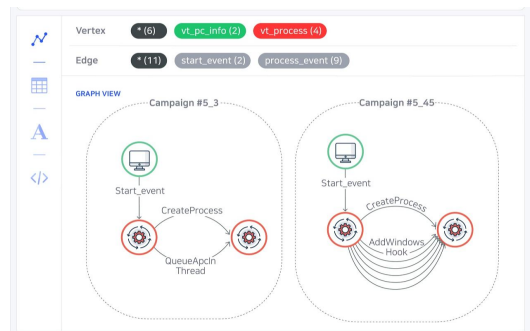 Vertex * (6) vt_pc_info (2) vt_process (4)
Edge * (11) start_event (2) process_event (9)
GRAPH VIEW
Campaign #5_3
Start_event
CreateProcess
QueueApcIn
Thread
Campaign #5_45
Start_event
CreateProcess
AddWindows
Hook
A
</>